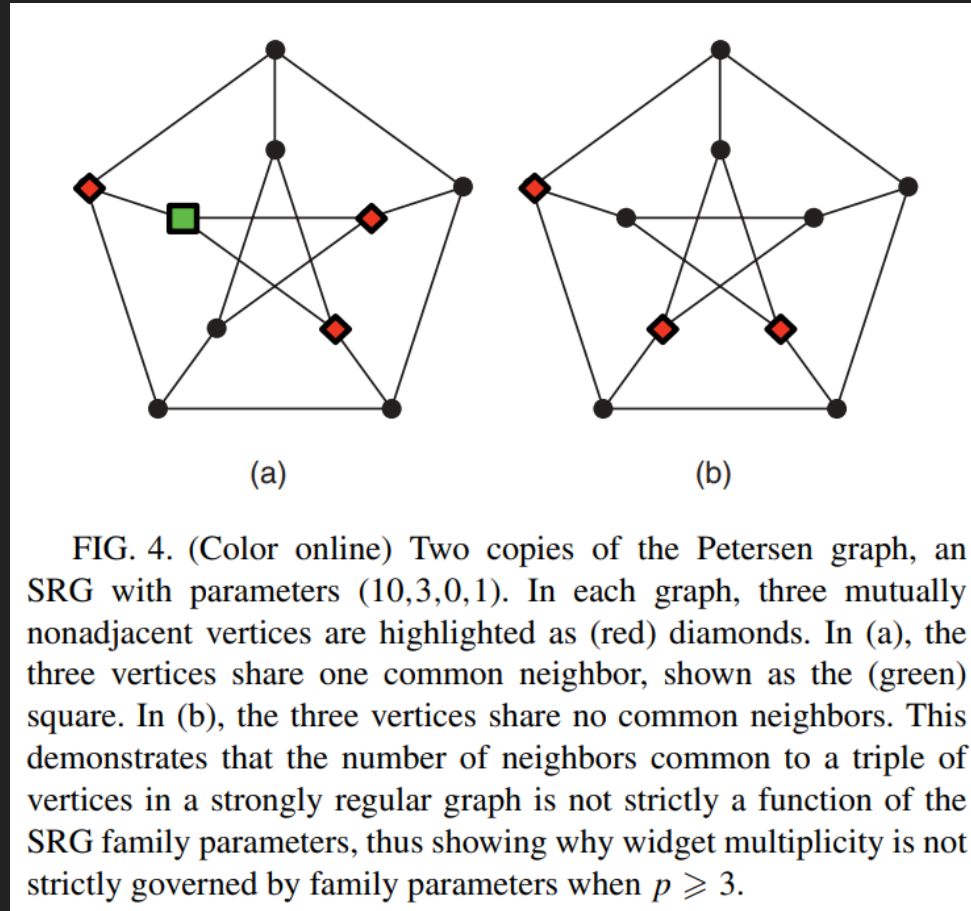 (a)
(b)
FIG. 4. (Color online) Two copies of the Petersen graph, an
SRG with parameters (10,3,0,1). In each graph, three mutually
nonadjacent vertices are highlighted as (red) diamonds. In (a), the
three vertices share one common neighbor, shown as the (green)
square. In (b), the three vertices share no common neighbors. This
demonstrates that the number of neighbors common to a triple of
vertices in a strongly regular graph is not strictly a function of the
SRG family parameters, thus showing why widget multiplicity is not
strictly governed by family parameters when p ⩾ 3.